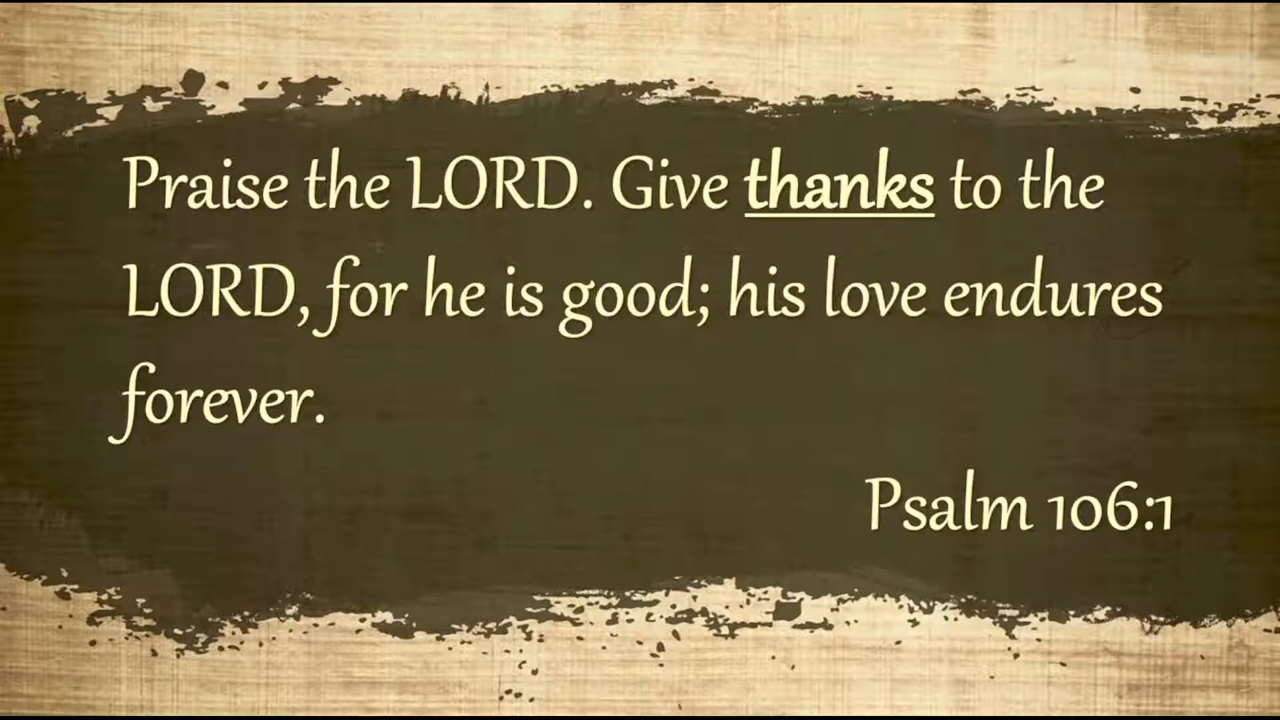 Praise the LORD. Give thanks to the
LORD, for he is good; his love endures
forever.
Psalm 106:1